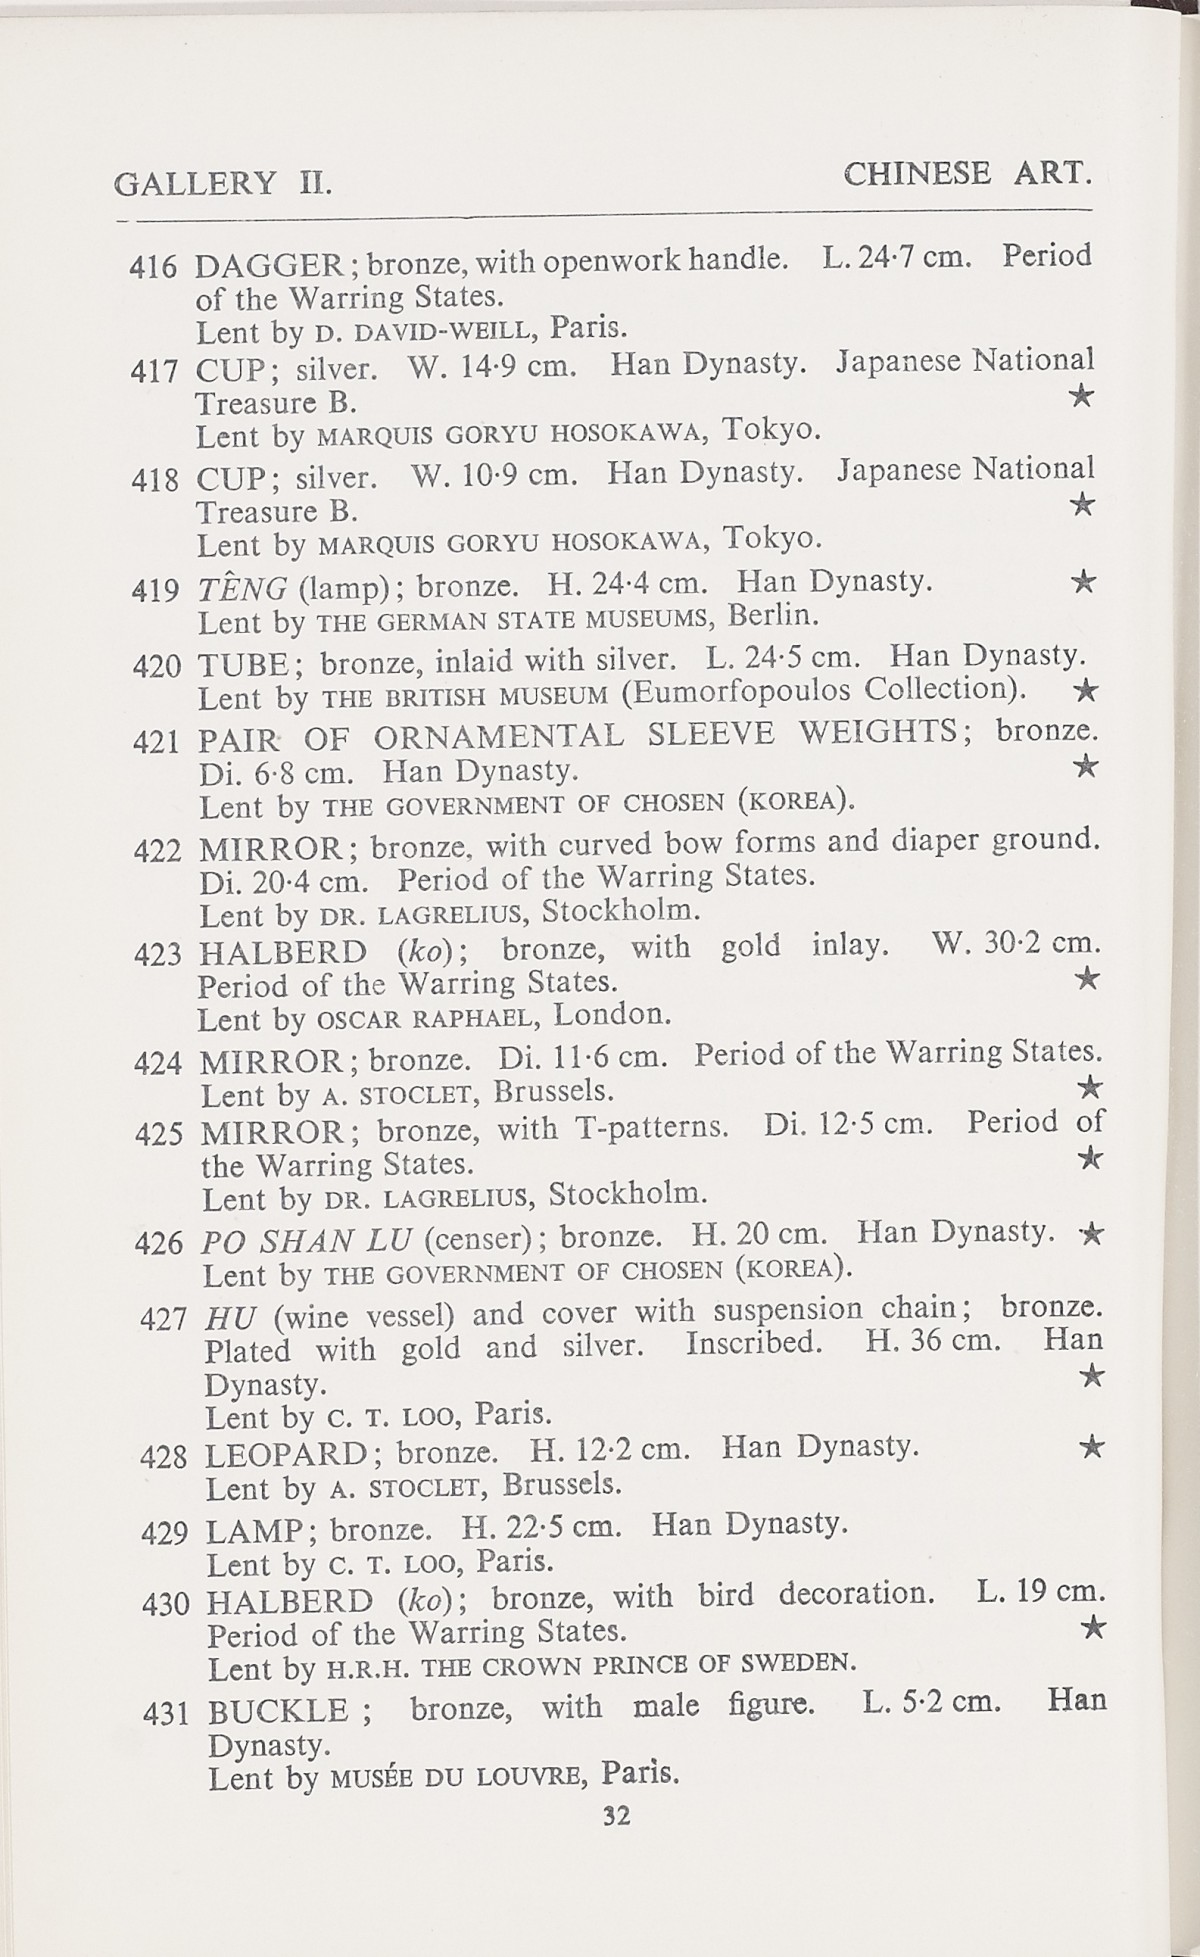 GALLERY II. CHINESE ART.
416 DAGGER; bronze, with openwork handle. L. 24·7 cm. Period
of the Warring States.
Lent by D. DAVID-WEILL, Paris.
417 CUP; silver. W. 14·9 cm. Han Dynasty. Japanese National
Treasure B. ★
Lent by MARQUIS GORYU HOSOKAWA, Tokyo.
418 CUP; silver. W. 10·9 cm. Han Dynasty. Japanese National
Treasure B. ★
Lent by MARQUIS GORYU HOSOKAWA, Tokyo.
419 TÊNG (lamp); bronze. H. 24·4 cm. Han Dynasty. ★
Lent by THE GERMAN STATE MUSEUMS, Berlin.
420 TUBE; bronze, inlaid with silver. L. 24·5 cm. Han Dynasty.
Lent by THE BRITISH MUSEUM (Eumorfopoulos Collection). ★
421 PAIR OF ORNAMENTAL SLEEVE WEIGHTS; bronze.
Di. 6·8 cm. Han Dynasty. ★
Lent by THE GOVERNMENT OF CHOSEN (KOREA).
422 MIRROR; bronze, with curved bow forms and diaper ground.
Di. 20·4 cm. Period of the Warring States.
Lent by DR. LAGRELIUS, Stockholm.
423 HALBERD (ko); bronze, with gold inlay. W. 30·2 cm.
Period of the Warring States. ★
Lent by OSCAR RAPHAEL, London.
424 MIRROR; bronze. Di. 11·6 cm. Period of the Warring States.
Lent by A. STOCLET, Brussels. ★
425 MIRROR; bronze, with T-patterns. Di. 12·5 cm. Period of
the Warring States. ★
Lent by DR. LAGRELIUS, Stockholm.
426 PO SHAN LU (censer); bronze. H. 20 cm. Han Dynasty. ★
Lent by THE GOVERNMENT OF CHOSEN (KOREA).
427 HU (wine vessel) and cover with suspension chain; bronze.
Plated with gold and silver. Inscribed. H. 36 cm. Han
Dynasty. ★
Lent by C. T. LOO, Paris.
428 LEOPARD; bronze. H. 12·2 cm. Han Dynasty. ★
Lent by A. STOCLET, Brussels.
429 LAMP; bronze. H. 22·5 cm. Han Dynasty.
Lent by C. T. LOO, Paris.
430 HALBERD (ko); bronze, with bird decoration. L. 19 cm.
Period of the Warring States. ★
Lent by H.R.H. THE CROWN PRINCE OF SWEDEN.
431 BUCKLE ; bronze, with male figure. L. 5·2 cm. Han
Dynasty.
Lent by MUSÉE DU LOUVRE, Paris.
32